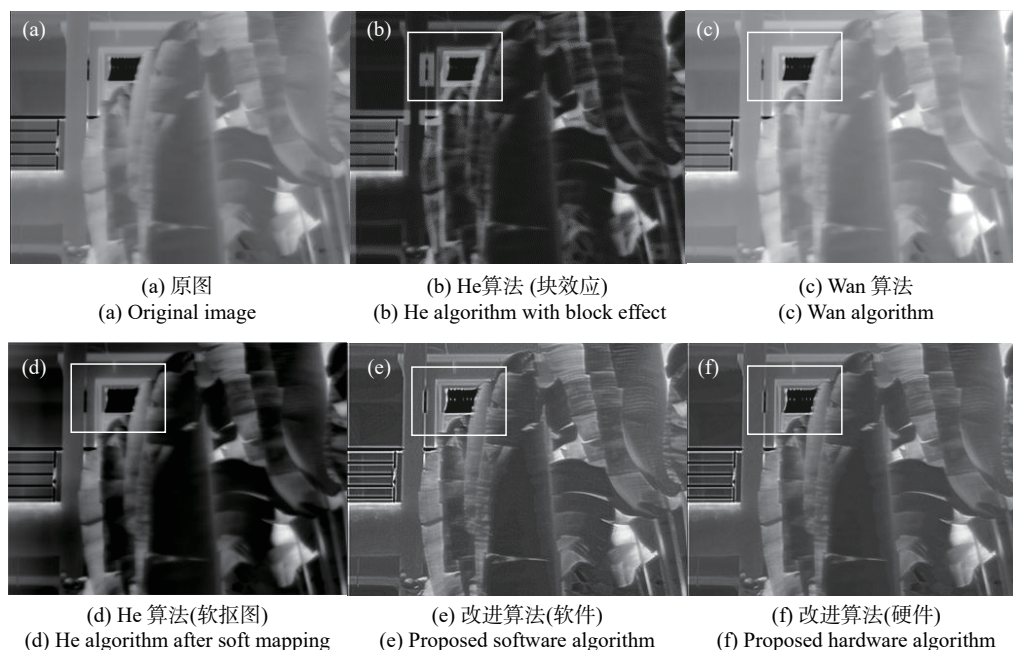 (a)
(b)
(c)
(a) 原图
(b) He算法 (块效应)
(c) Wan 算法
(a) Original image
(b) He algorithm with block effect
(c) Wan algorithm
(d)
(e)
(f)
(d) He 算法(软抠图)
(e) 改进算法(软件)
(f) 改进算法(硬件)
(d) He algorithm after soft mapping
(e) Proposed software algorithm
(f) Proposed hardware algorithm